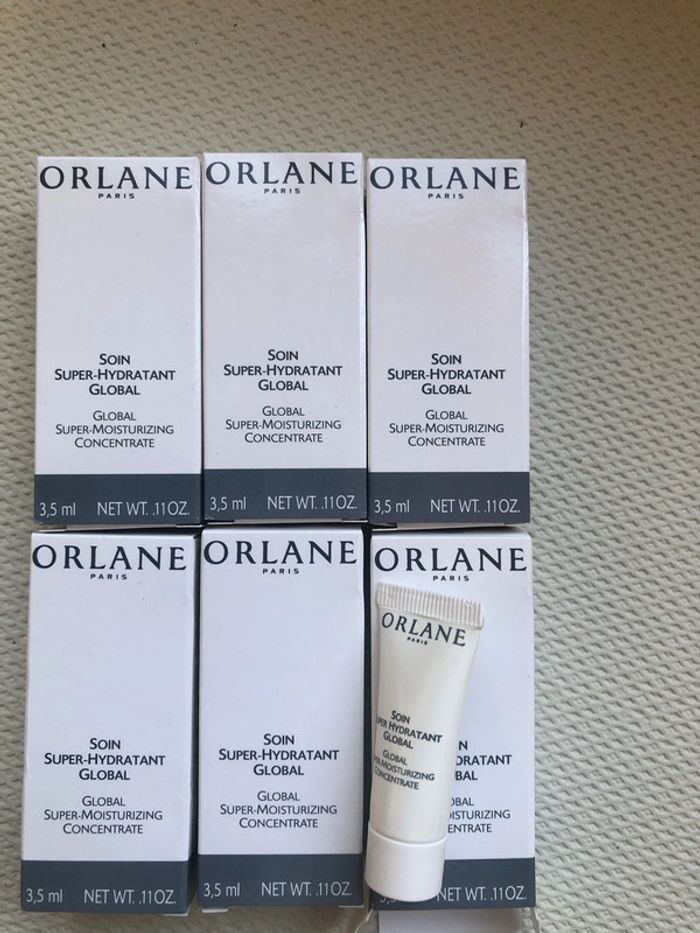 ORLANE
PARIS
SOIN
SUPER-HYDRATANT
GLOBAL
GLOBAL
SUPER-MOISTURIZING
CONCENTRATE
3,5 ml NET WT. .11OZ.
ORLANE
PARIS
SOIN
SUPER-HYDRATANT
GLOBAL
GLOBAL
SUPER-MOISTURIZING
CONCENTRATE
3,5 ml NET WT. .11OZ.
ORLANE
PARIS
SOIN
SUPER-HYDRATANT
GLOBAL
GLOBAL
SUPER-MOISTURIZING
CONCENTRATE
3,5 ml NET WT. .11OZ.
ORLANE
PARIS
SOIN
SUPER-HYDRATANT
GLOBAL
GLOBAL
SUPER-MOISTURIZING
CONCENTRATE
3,5 ml NET WT. .11OZ.
ORLANE
PARIS
SOIN
SUPER-HYDRATANT
GLOBAL
GLOBAL
SUPER-MOISTURIZING
CONCENTRATE
3,5 ml NET WT. .11OZ.
ORLANE
PARIS
NET WT. .11OZ.
ORLANE
PARIS
SOIN
HYDRATANT
GLOBAL
GLOBAL
MOISTURIZING
CONCENTRATE